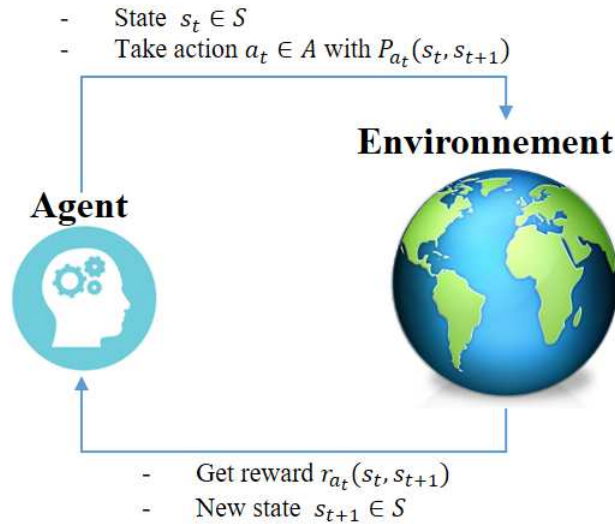 - State $s_t \in S$
- Take action $a_t \in A$ with $P_{a_t}(s_t, s_{t+1})$
Environnement
Agent
- Get reward $r_{a_t}(s_t, s_{t+1})$
- New state $s_{t+1} \in S$